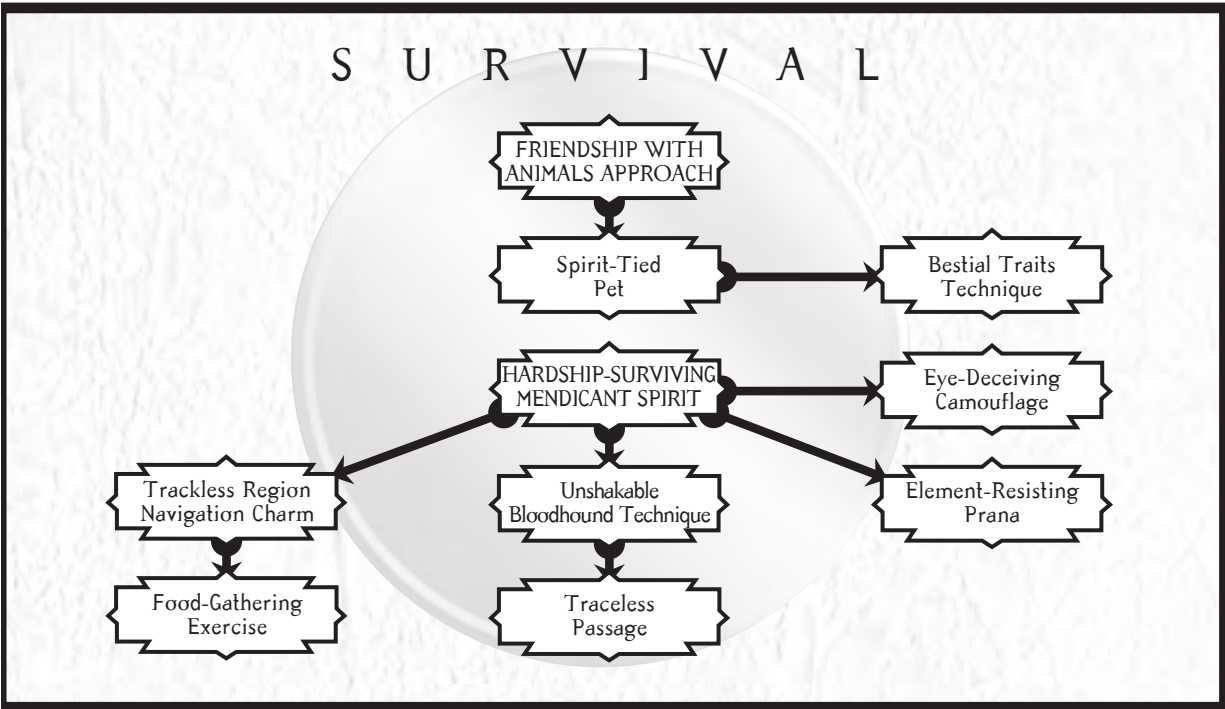 SURVIVAL
FRIENDSHIP WITH
ANIMALS APPROACH
Spirit-Tied
Pet
Bestial Traits
Technique
HARDSHIP-SURVIVING
MENDICANT SPIRIT
Eye-Deceiving
Camouflage
Trackless Region
Navigation Charm
Unshakable
Bloodhound Technique
Element-Resisting
Prana
Food-Gathering
Exercise
Traceless
Passage